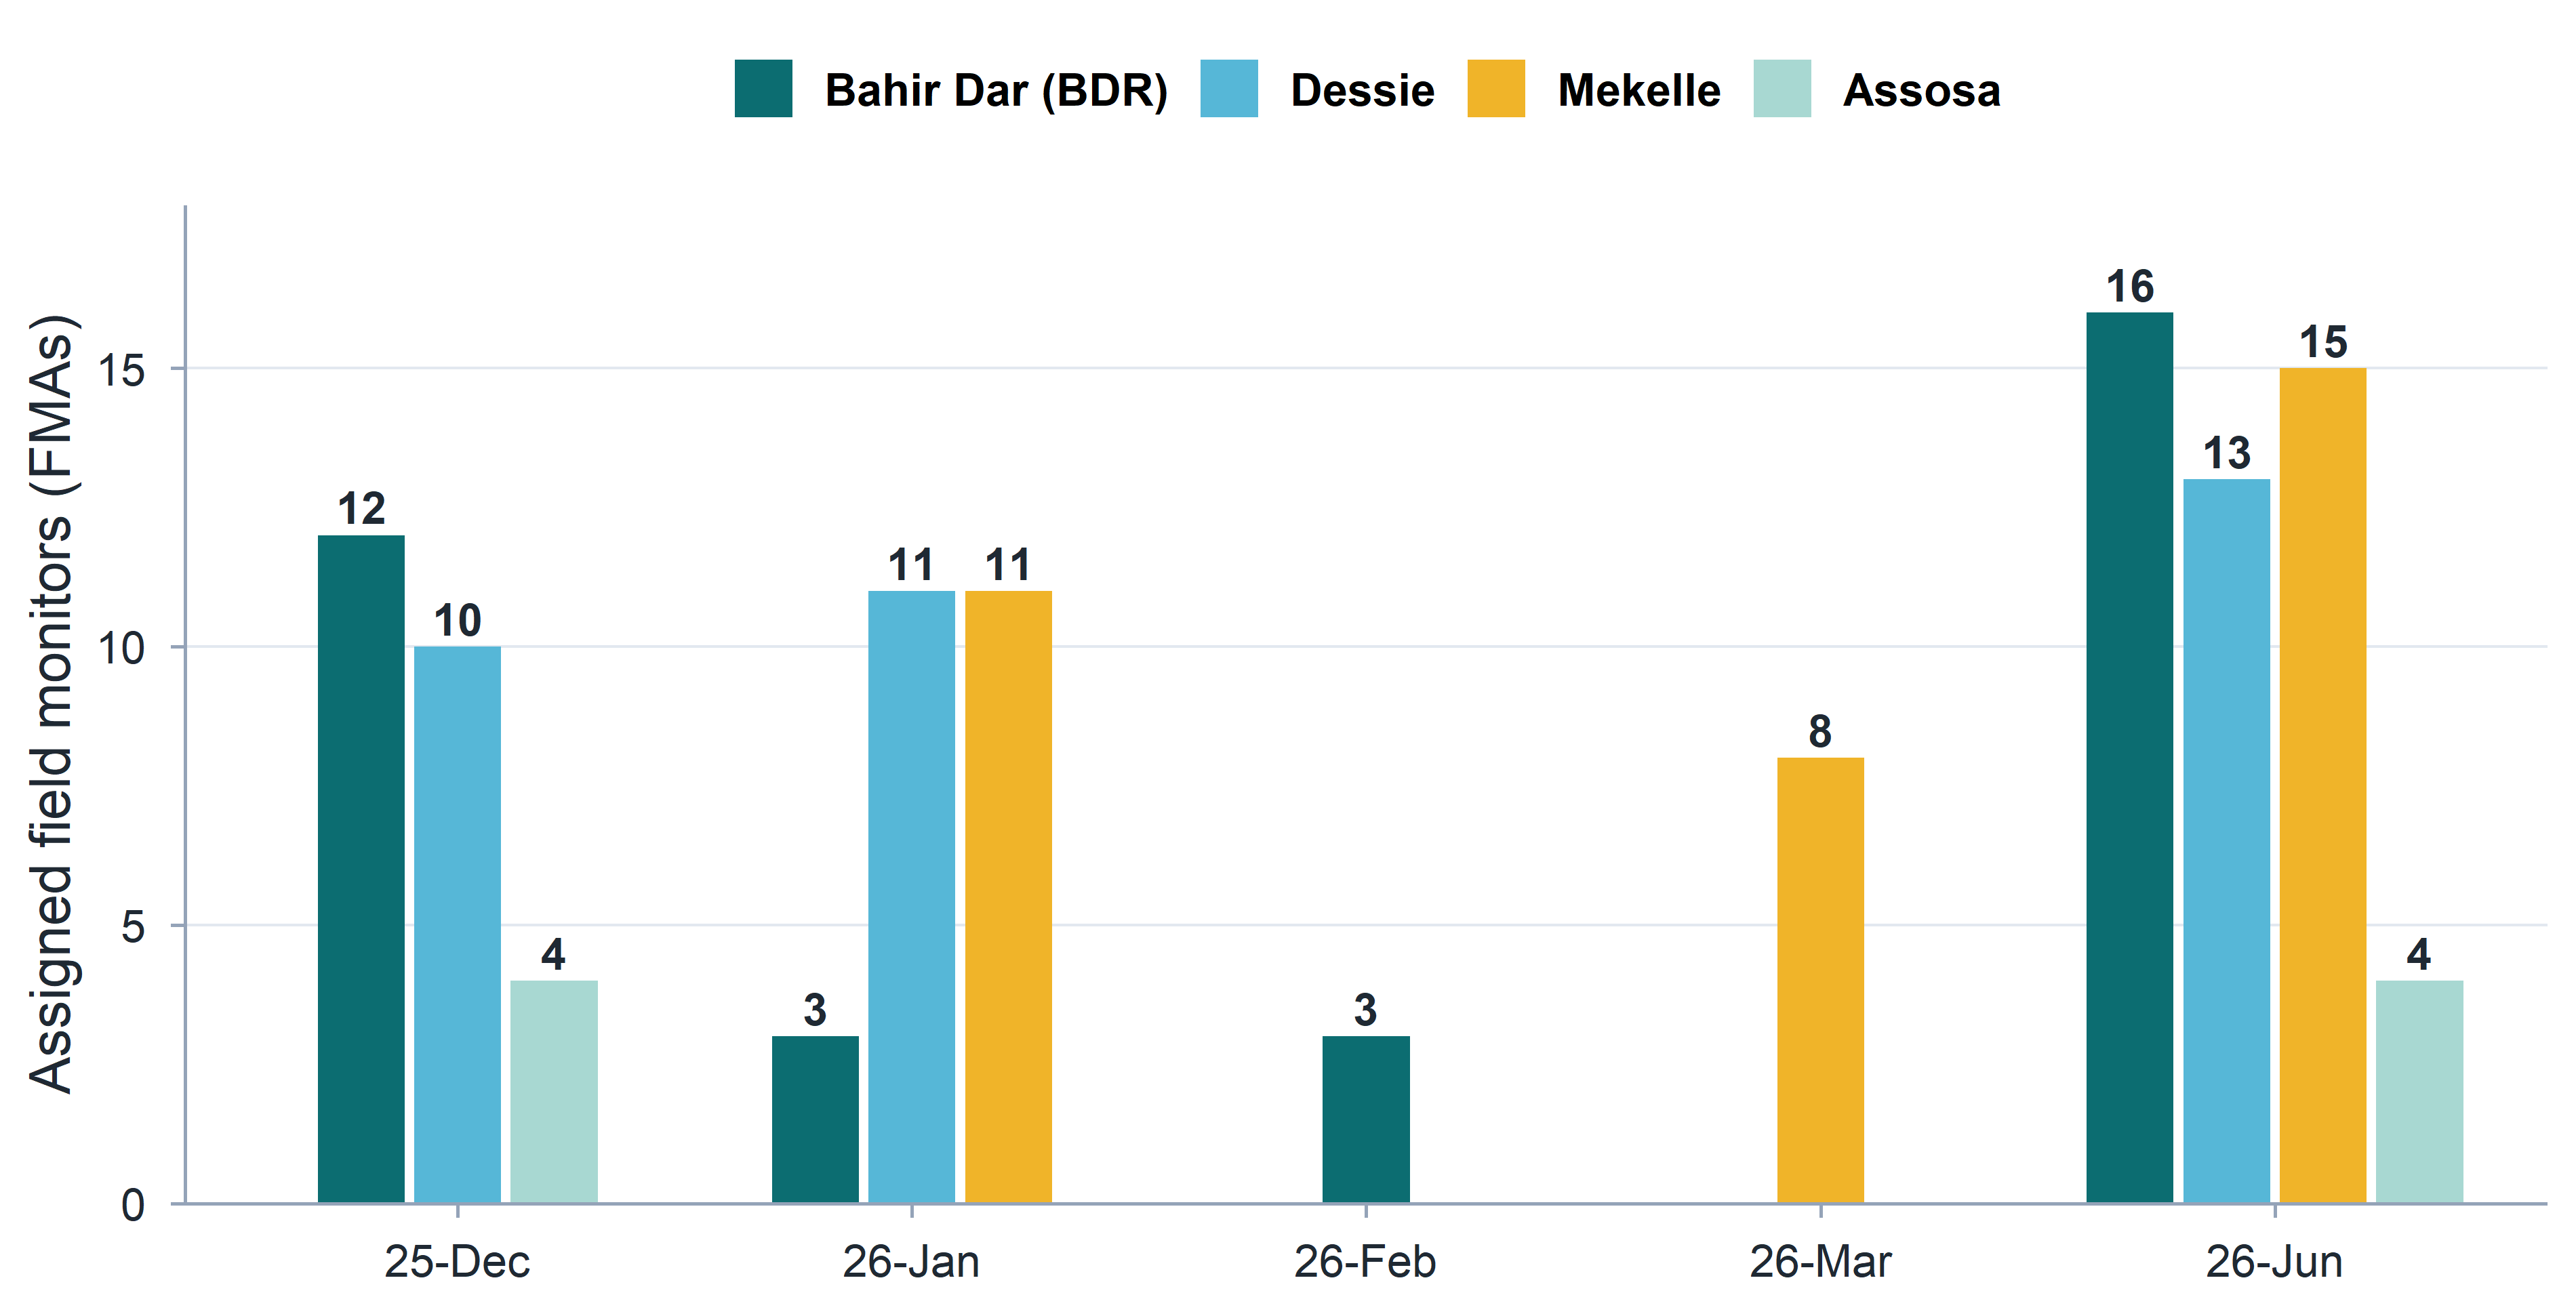 Bahir Dar (BDR) Dessie Mekelle Assosa
Assigned field monitors (FMAs)
15
10
5
0
12
10
4
3
11
11
3
8
16
13
15
4
25-Dec
26-Jan
26-Feb
26-Mar
26-Jun